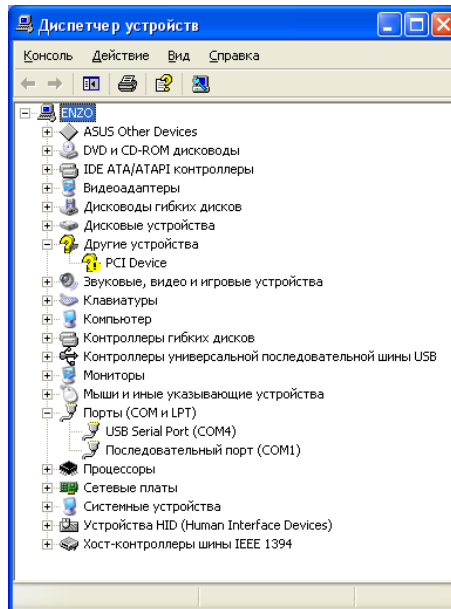 Диспетчер устройств
Консоль Действие Вид Справка
ENZO
ASUS Other Devices
DVD и CD-ROM дисководы
IDE ATA/ATAPI контроллеры
Видеоадаптеры
Дисководы гибких дисков
Дисковые устройства
Другие устройства
PCI Device
Звуковые, видео и игровые устройства
Клавиатуры
Компьютер
Контроллеры гибких дисков
Контроллеры универсальной последовательной шины USB
Мониторы
Мыши и иные указывающие устройства
Порты (COM и LPT)
USB Serial Port (COM4)
Последовательный порт (COM1)
Процессоры
Сетевые платы
Системные устройства
Устройства HID (Human Interface Devices)
Хост-контроллеры шины IEEE 1394